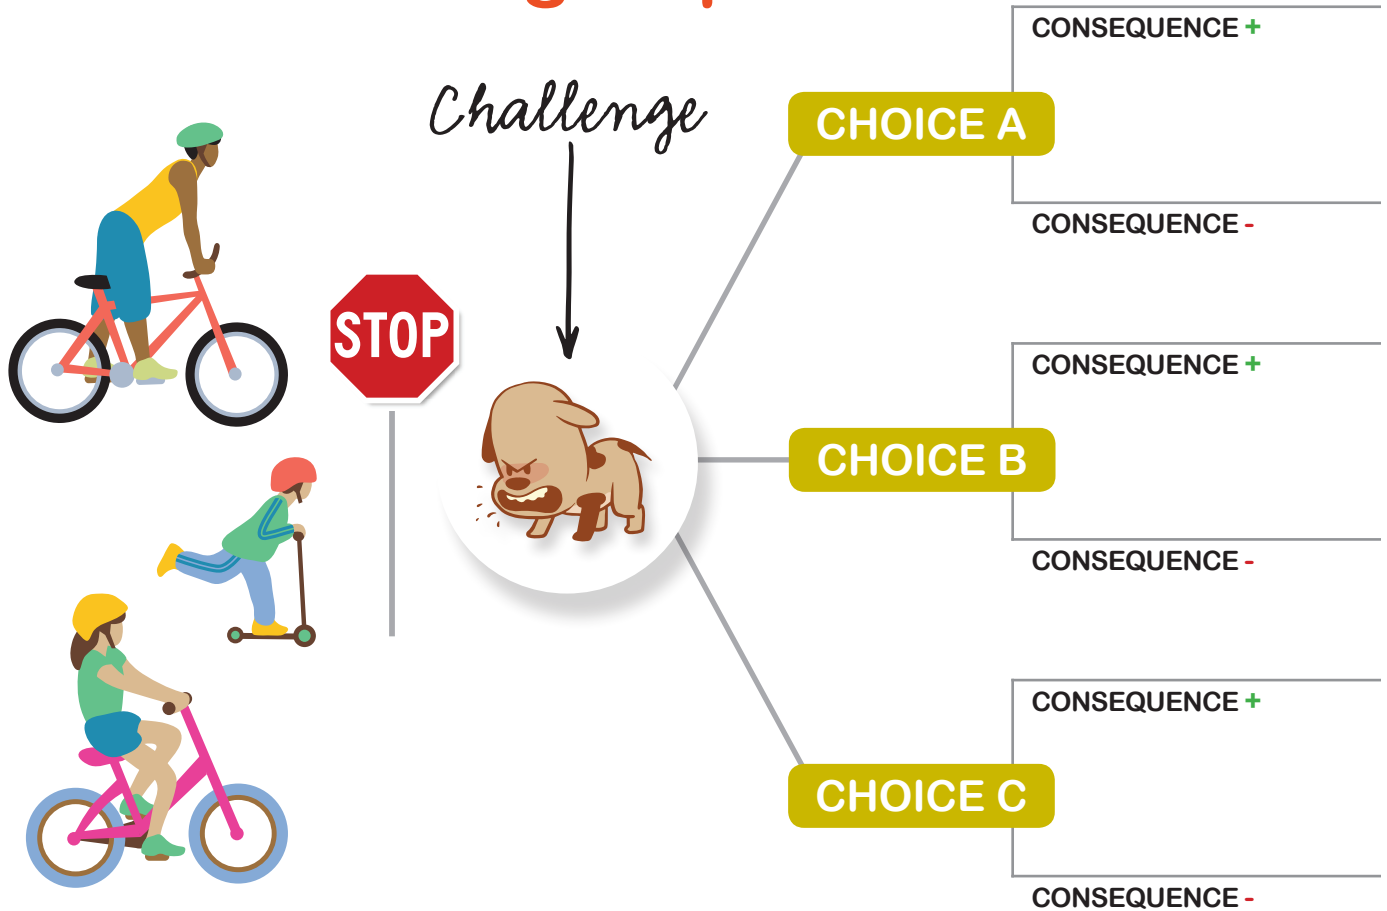 Challenge
STOP
CHOICE A
CONSEQUENCE +
CONSEQUENCE -
CHOICE B
CONSEQUENCE +
CONSEQUENCE -
CHOICE C
CONSEQUENCE +
CONSEQUENCE -